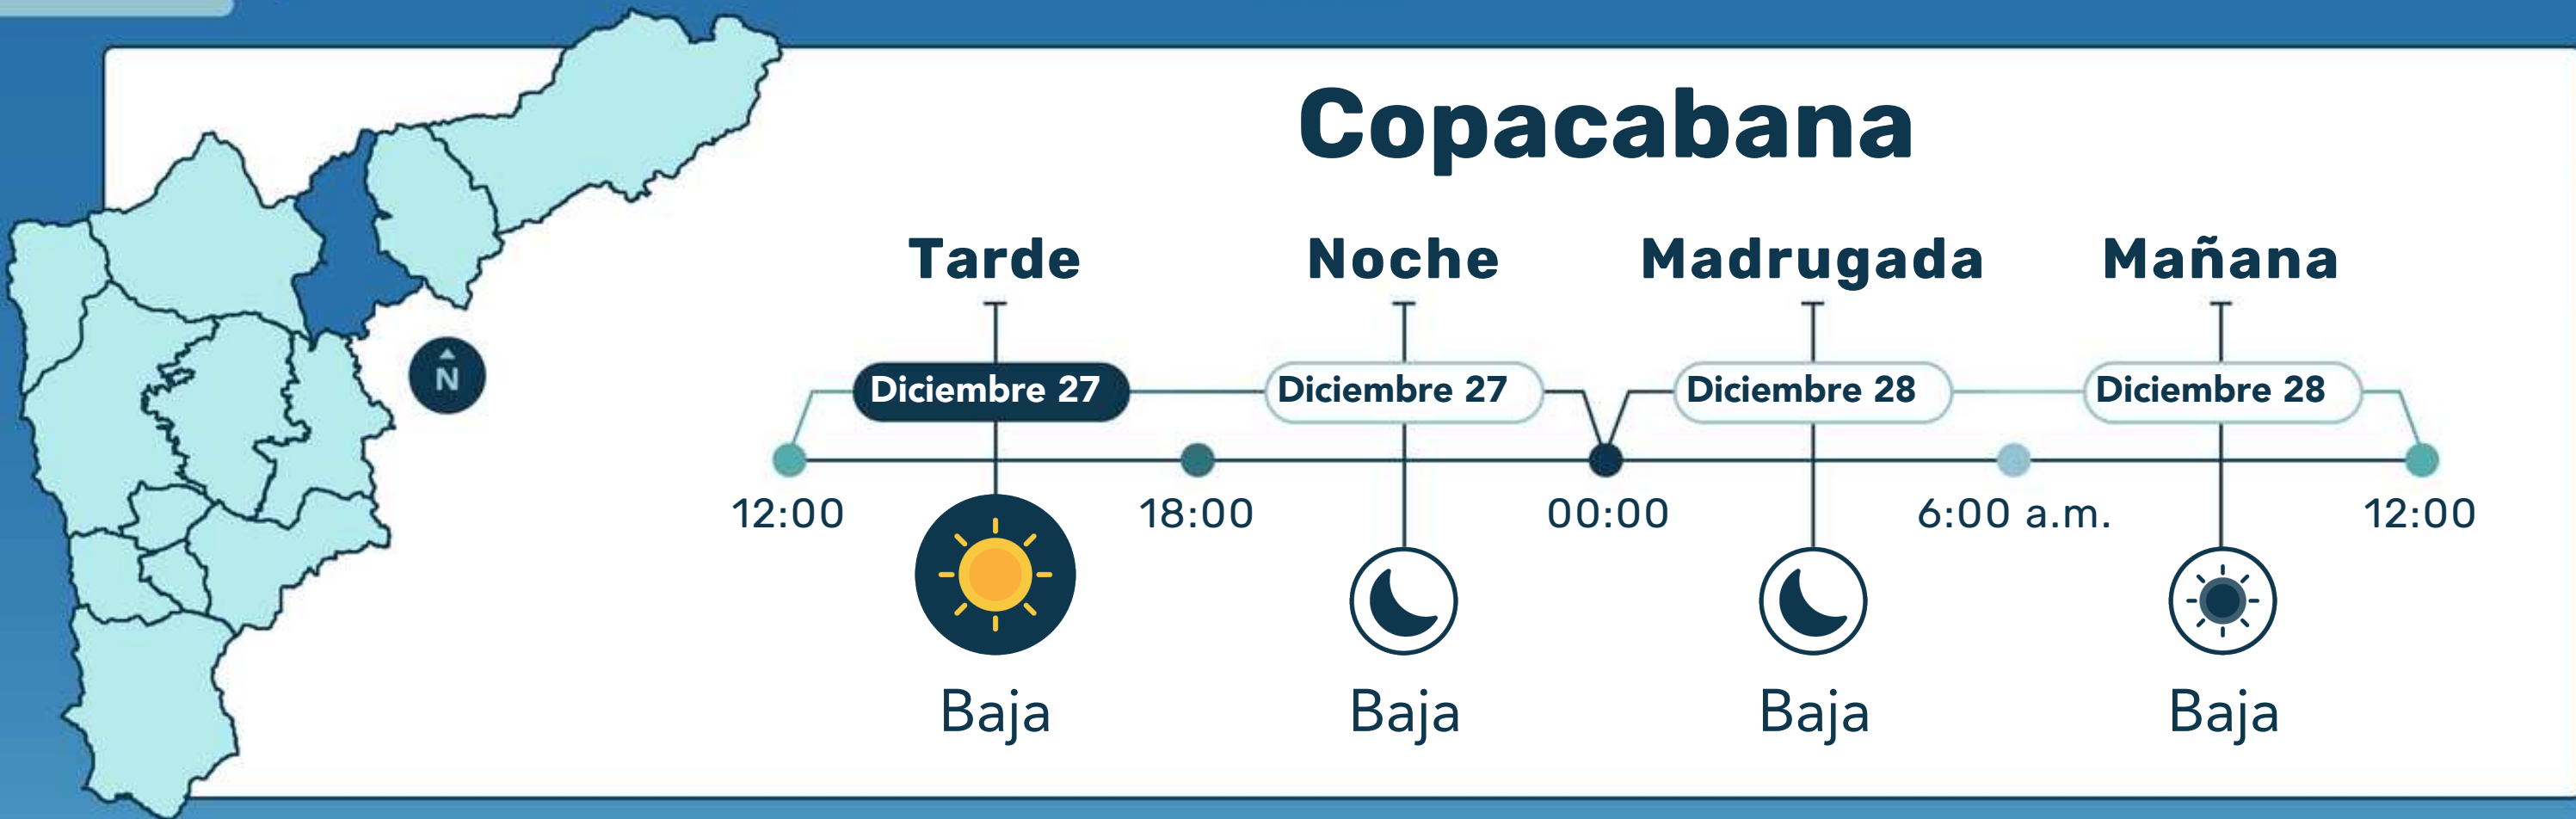 Copacabana
Tarde Noche Madrugada Mañana
Diciembre 27 Diciembre 27 Diciembre 28 Diciembre 28
N
12:00 18:00 00:00 6:00 a.m. 12:00
Baja Baja Baja Baja